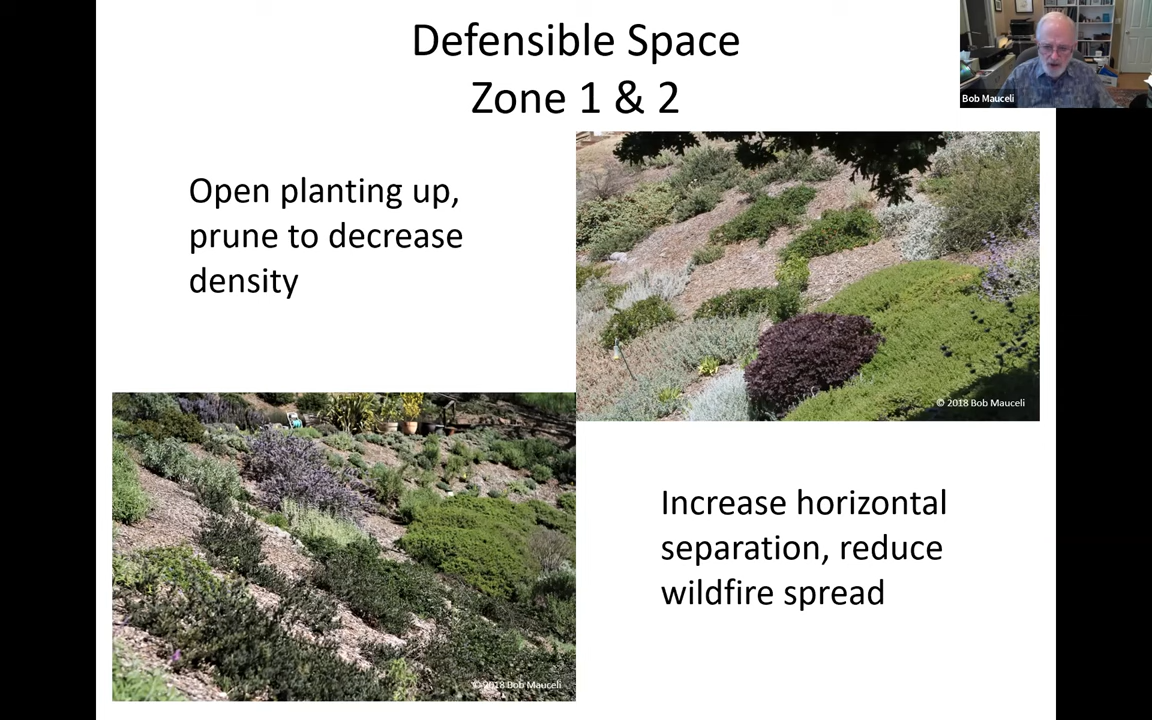 Defensible Space
Zone 1 & 2
Bob Mauceli
Open planting up,
prune to decrease
density
© 2018 Bob Mauceli
Increase horizontal
separation, reduce
wildfire spread
© 2018 Bob Mauceli